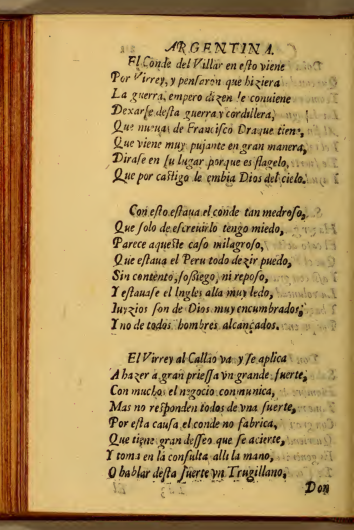 ARGENTINA.
El Conde del Villar en eſto viene
Por Virrey, y penſaron que hiziera
La guerra, empero dizen le conuiene
Dexarſe deſta guerra y cordillera,
Que nueuas de Franciſco Draque tiene,
Que viene muy pujante en gran manera,
Diraſe en ſu lugar porque es flagelo,
Que por caſtigo le embia Dios del cielo.
Con eſto eſtaua el conde tan medroſo,
Que ſolo de eſcreuirlo tengo miedo,
Parece aqueſte caſo milagroſo,
Que eſtaua el Peru todo dezir puedo,
Sin contento, ſoſsiego, ni repoſo,
Y eſtauaſe el Ingles alla muy ledo,
Iuyzios ſon de Dios muy encumbrados,
Y no de todos hombres alcançados.
El Virrey al Callao va y ſe aplica
A hazer a gran prieſſa vn grande fuerte,
Con muchos el negocio comunica,
Mas no reſponden todos de vna ſuerte,
Por eſta cauſa el conde no fabrica,
Que tiene gran deſſeo que ſe acierte,
Y toma en la conſulta alli la mano,
O hablar deſta ſuerte vn Trugillano,
Don